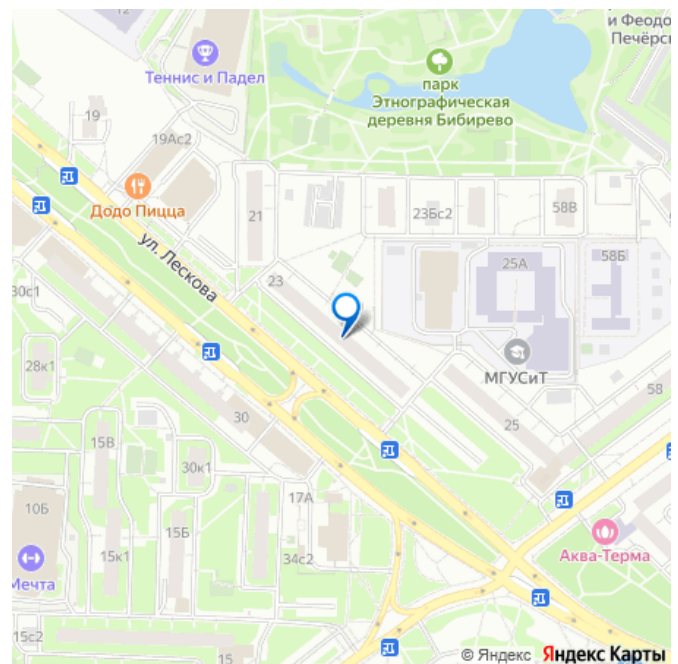 и Феодо
Печёрс
Теннис и Падел
парк
Этнографическая
деревня Бибирево
19
19Ас2
Додо Пицца
21
23Бс2
58В
ул. Лескова
23
25А
58Б
30с1
28к1
МГУСиТ
58
25
30
15В
30к1
17А
10Б
15Б
15к1
34с2
Аква-Терма
Мечта
15с2
15
© Яндекс Яндекс Карты